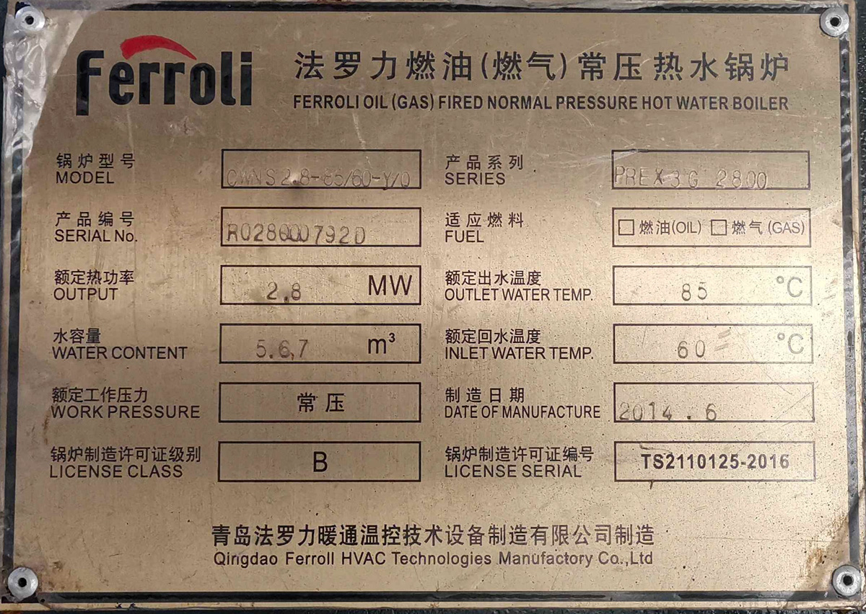 Ferroli
法罗力燃油(燃气)常压热水锅炉
FERROLI OIL (GAS) FIRED NORMAL PRESSURE HOT WATER BOILER
锅炉型号 产品系列
MODEL CWNS2.8-85/60-Y/Q SERIES PREX 3G 2800
产品编号 适应燃料
SERIAL No. FUEL 燃油(OIL) 燃气(GAS)
额定热功率 额定出水温度
OUTPUT 2.8 MW OUTLET WATER TEMP. 85 °C
水容量 额定回水温度
WATER CONTENT 5.6,7 m³ INLET WATER TEMP. 60 °C
额定工作压力 制造日期
WORK PRESSURE 常压 DATE OF MANUFACTURE 2014.6
锅炉制造许可证级别 锅炉制造许可证编号
LICENSE CLASS B LICENSE SERIAL TS2110125-2016
青岛法罗力暖通温控技术设备制造有限公司制造
Qingdao Ferroll HVAC Technologies Manufactory Co.,Ltd